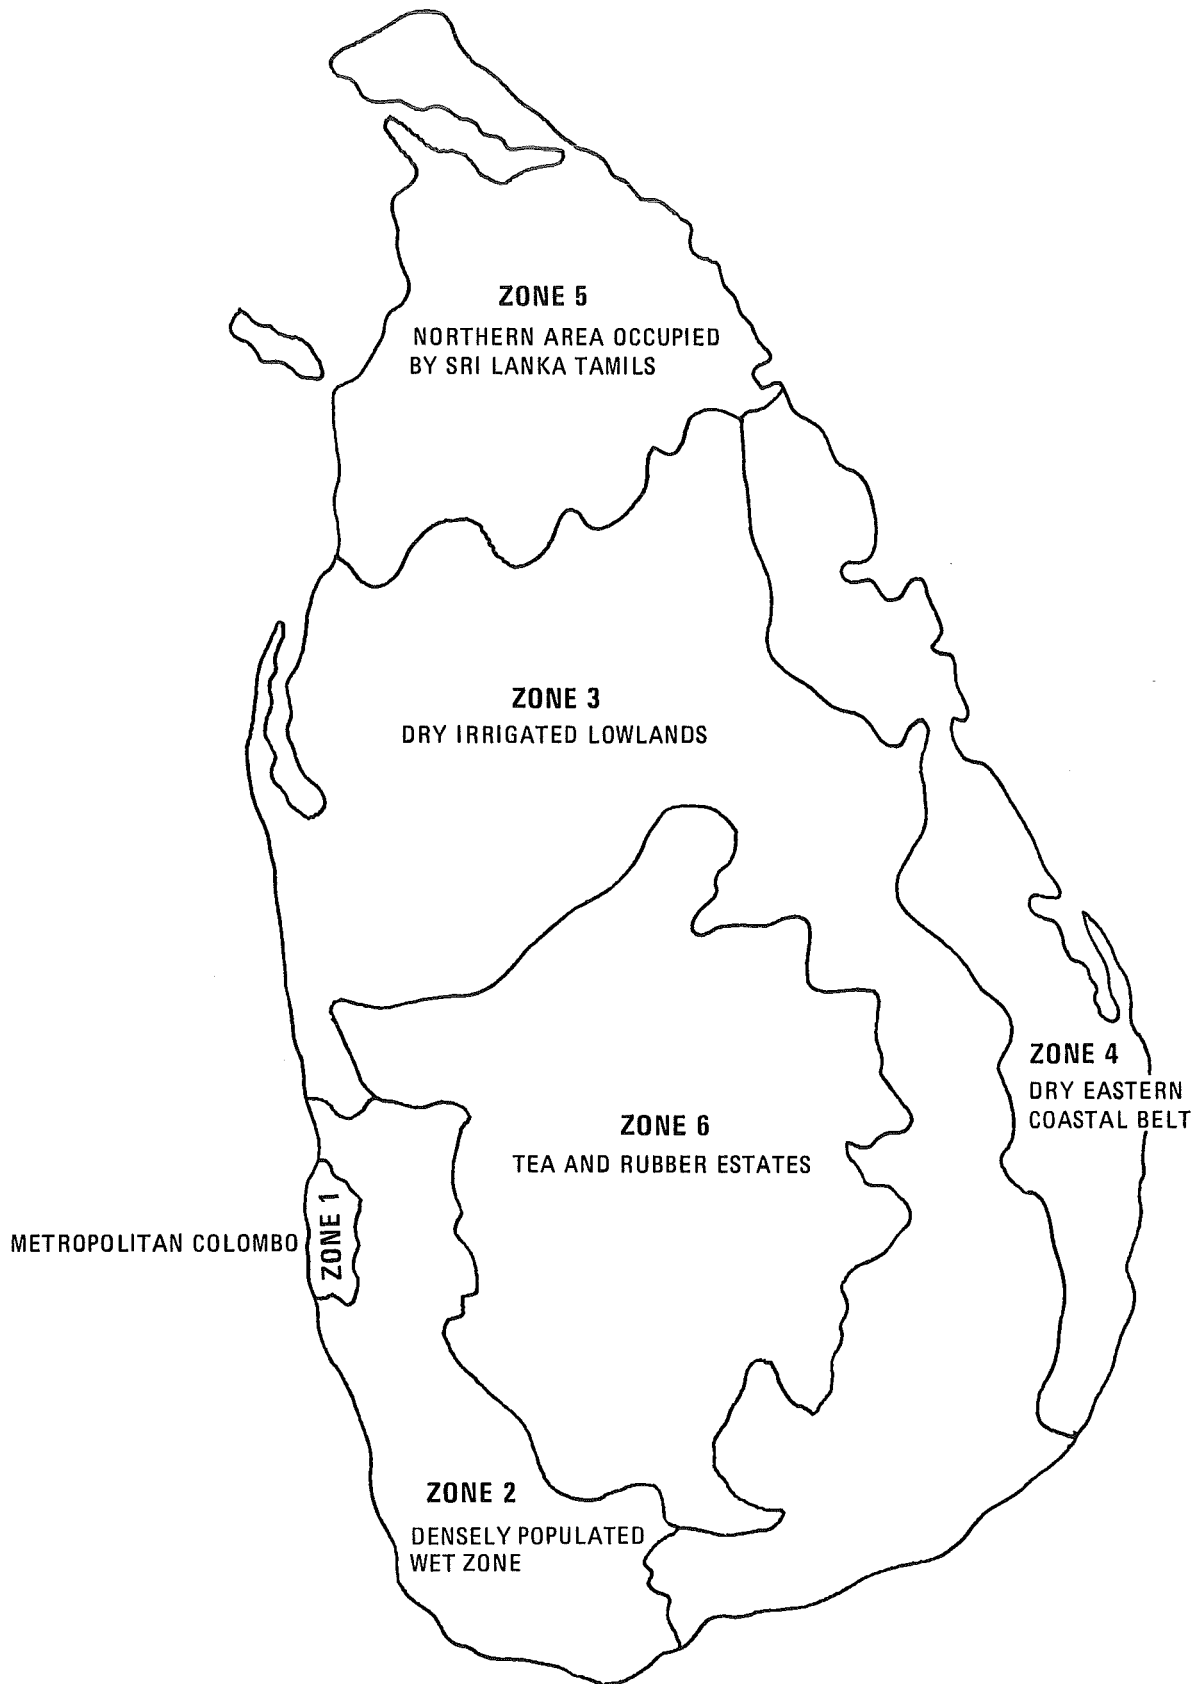 ZONE 5
NORTHERN AREA OCCUPIED
BY SRI LANKA TAMILS
ZONE 3
DRY IRRIGATED LOWLANDS
ZONE 4
DRY EASTERN
COASTAL BELT
ZONE 6
TEA AND RUBBER ESTATES
METROPOLITAN COLOMBO
ZONE 1
ZONE 2
DENSELY POPULATED
WET ZONE